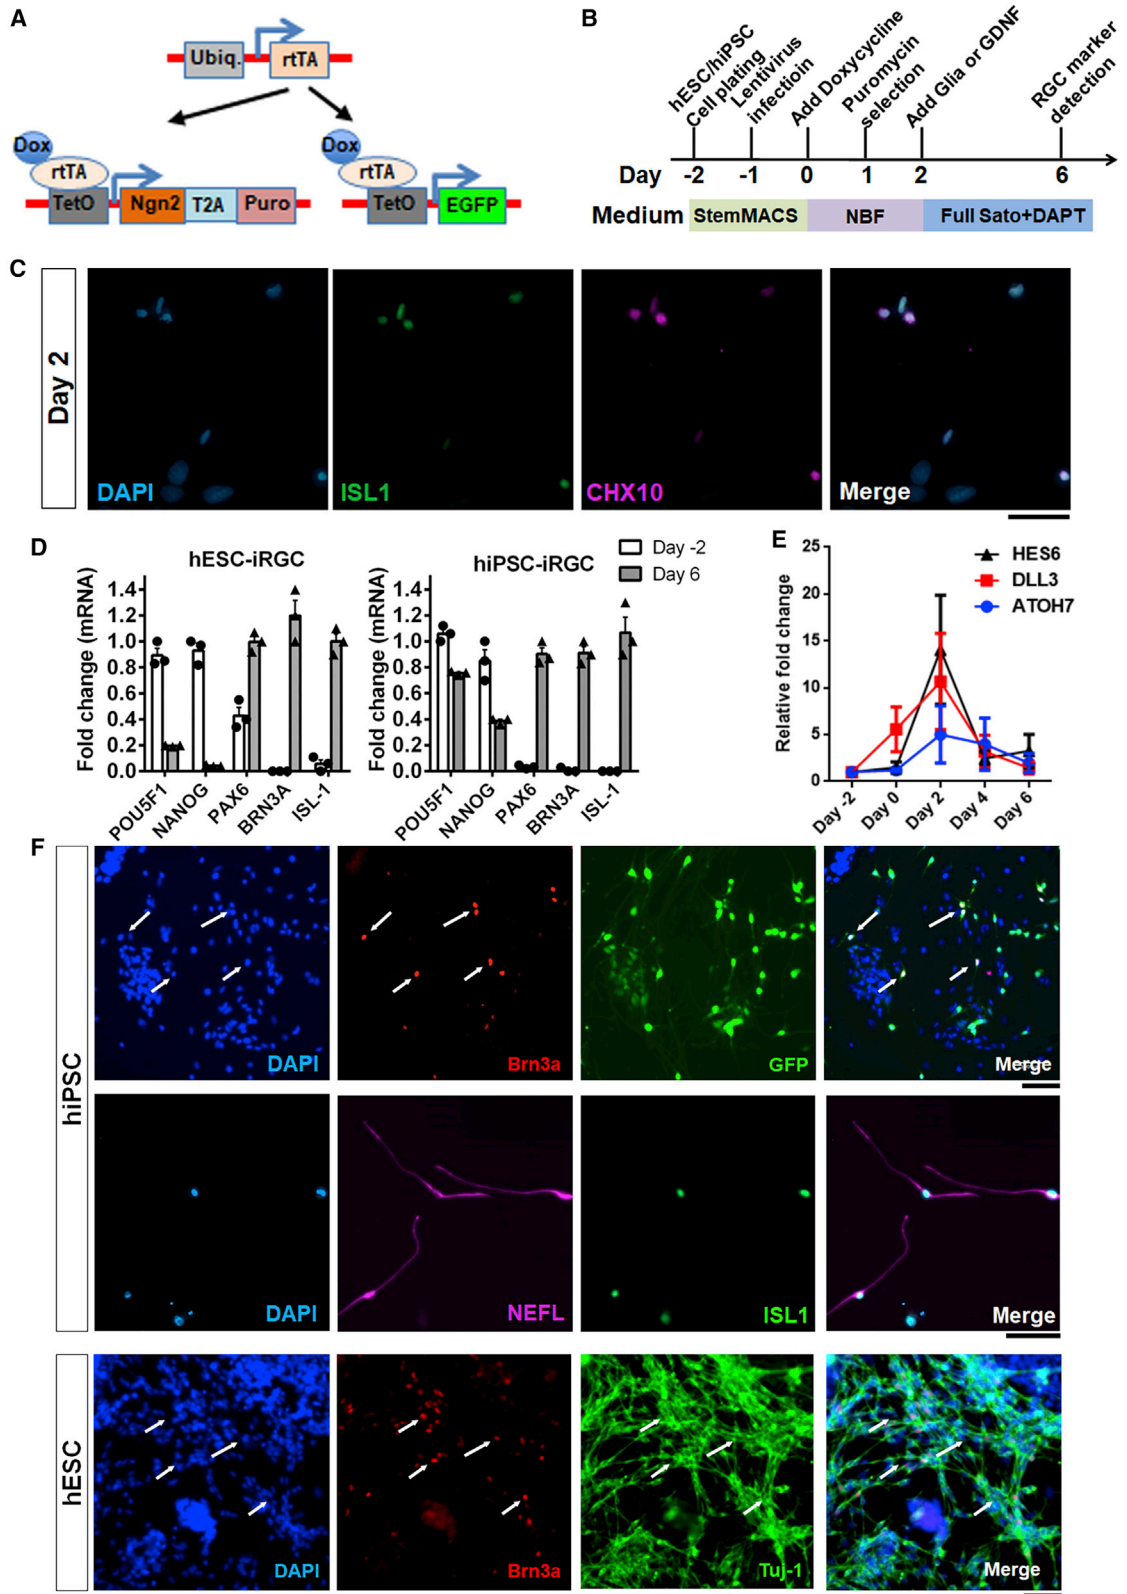 A
Ubiq.
rtTA
Dox
rtTA
TetO
Ngn2
T2A
Puro
Dox
rtTA
TetO
EGFP
B
hESC/hiPSC
Cell plating
Lentivirus
infectioin
Add Doxycycline
Puromycin
selection
Add Glia or GDNF
RGC marker
detection
Day -2 -1 0 1 2 6
Medium StemMACS NBF Full Sato+DAPT
C
Day 2
DAPI
ISL1
CHX10
Merge
D
hESC-iRGC
Fold change (mRNA)
1.4
1.2
1.0
0.8
0.6
0.4
0.2
0.0
POU5F1
NANOG
PAX6
BRN3A
ISL-1
hiPSC-iRGC
Day -2
Day 6
Fold change (mRNA)
1.4
1.2
1.0
0.8
0.6
0.4
0.2
0.0
POU5F1
NANOG
PAX6
BRN3A
ISL-1
E
Relative fold change
25
20
15
10
5
0
HES6
DLL3
ATOH7
Day -2
Day 0
Day 2
Day 4
Day 6
F
hiPSC
DAPI
Brn3a
GFP
Merge
DAPI
NEFL
ISL1
Merge
hESC
DAPI
Brn3a
Tuj-1
Merge